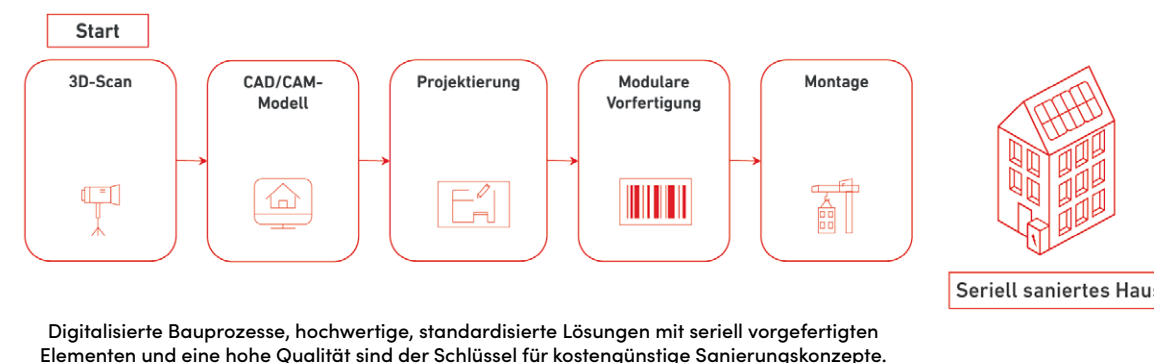 Start
3D-Scan
CAD/CAM-
Modell
Projektierung
Modulare
Vorfertigung
Montage
Seriell saniertes Haus
Digitalisierte Bauprozesse, hochwertige, standardisierte Lösungen mit seriell vorgefertigten
Elementen und eine hohe Qualität sind der Schlüssel für kostengünstige Sanierungskonzepte.